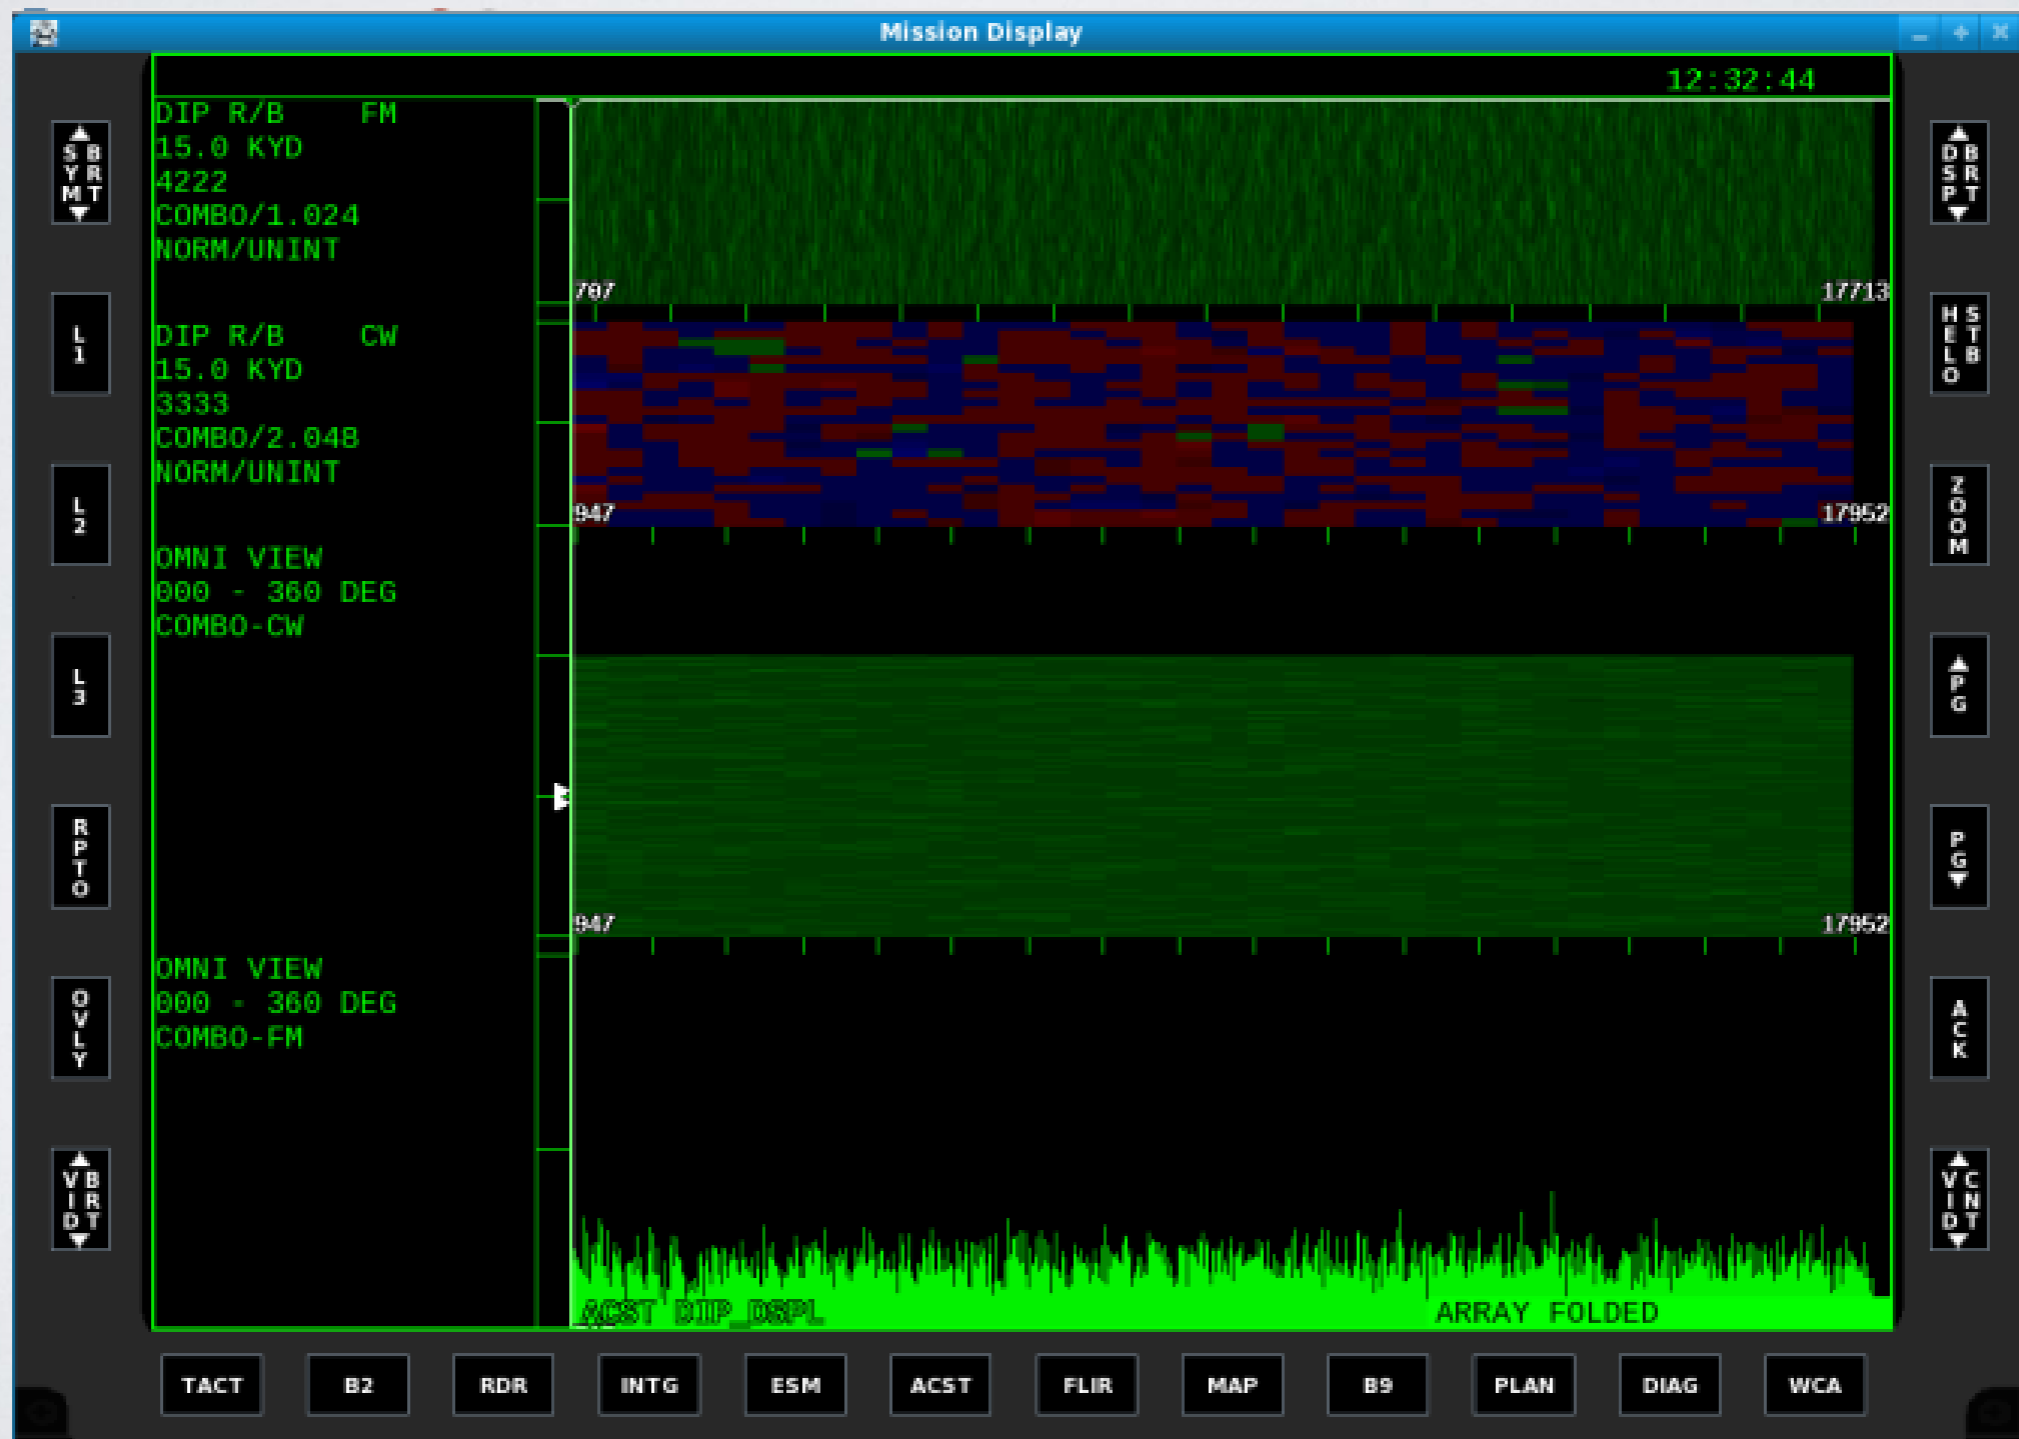 Mission Display
12:32:44
DIP R/B FM
15.0 KYD
4222
COMBO/1.024
NORM/UNINT
707 17713
DIP R/B CW
15.0 KYD
3333
COMBO/2.048
NORM/UNINT
947 17952
OMNI VIEW
000 - 360 DEG
COMBO-CW
947 17952
OMNI VIEW
000 - 360 DEG
COMBO-FM
ACST DIP_DSPL ARRAY FOLDED
SYM BRT
L1
L2
L3
RPTO
OVLY
VID BRT
DSP BRT
HELO STB
ZOOM
PG
PG
ACK
VID CNT
TACT B2 RDR INTG ESM ACST FLIR MAP B9 PLAN DIAG WCA